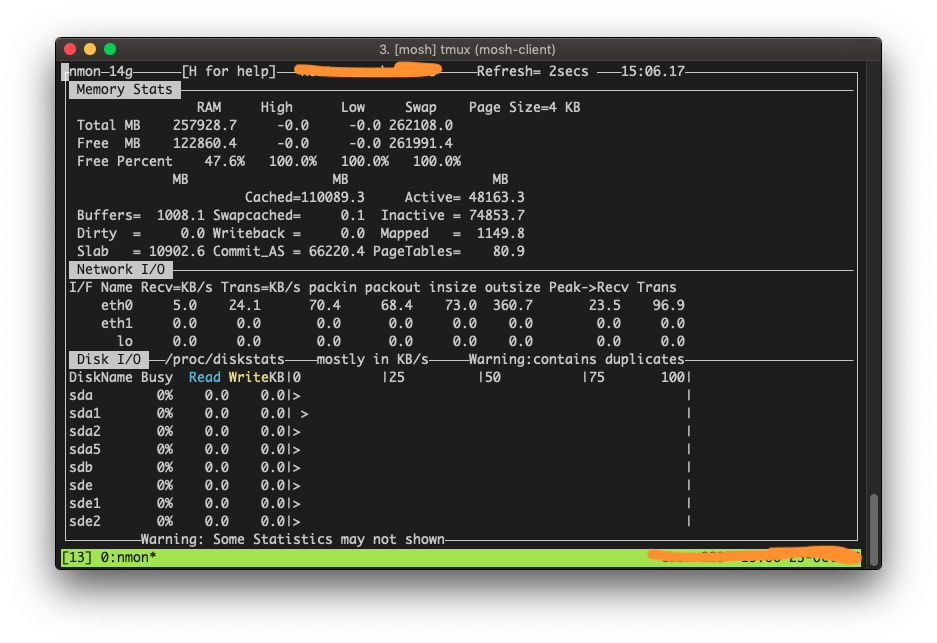 3. [mosh] tmux (mosh-client)
nmon—14g———[H for help] Refresh= 2secs ——15:06.17
Memory Stats
RAM High Low Swap Page Size=4 KB
Total MB 257928.7 -0.0 -0.0 262108.0
Free MB 122860.4 -0.0 -0.0 261991.4
Free Percent 47.6% 100.0% 100.0% 100.0%
MB MB MB
Cached=110089.3 Active= 48163.3
Buffers= 1008.1 Swapcached= 0.1 Inactive = 74853.7
Dirty = 0.0 Writeback = 0.0 Mapped = 1149.8
Slab = 10902.6 Commit_AS = 66220.4 PageTables= 80.9
Network I/O
I/F Name Recv=KB/s Trans=KB/s packin packout insize outsize Peak->Recv Trans
eth0 5.0 24.1 70.4 68.4 73.0 360.7 23.5 96.9
eth1 0.0 0.0 0.0 0.0 0.0 0.0 0.0 0.0
lo 0.0 0.0 0.0 0.0 0.0 0.0 0.0 0.0
Disk I/O ——/proc/diskstats————mostly in KB/s—————Warning:contains duplicates
DiskName Busy Read WriteKB|0 |25 |50 |75 100|
sda 0% 0.0 0.0|> |
sda1 0% 0.0 0.0| > |
sda2 0% 0.0 0.0|> |
sda5 0% 0.0 0.0|> |
sdb 0% 0.0 0.0|> |
sde 0% 0.0 0.0|> |
sde1 0% 0.0 0.0|> |
sde2 0% 0.0 0.0|> |
Warning: Some Statistics may not shown
[13] 0:nmon*